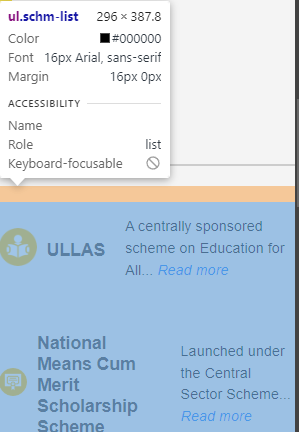 ul.schm-list 296 × 387.8
Color #000000
Font 16px Arial, sans-serif
Margin 16px 0px
ACCESSIBILITY
Name
Role list
Keyboard-focusable
ULLAS
A centrally sponsored
scheme on Education for
All... Read more
National
Means Cum
Merit
Scholarship
Scheme
Launched under
the Central
Sector Scheme...
Read more